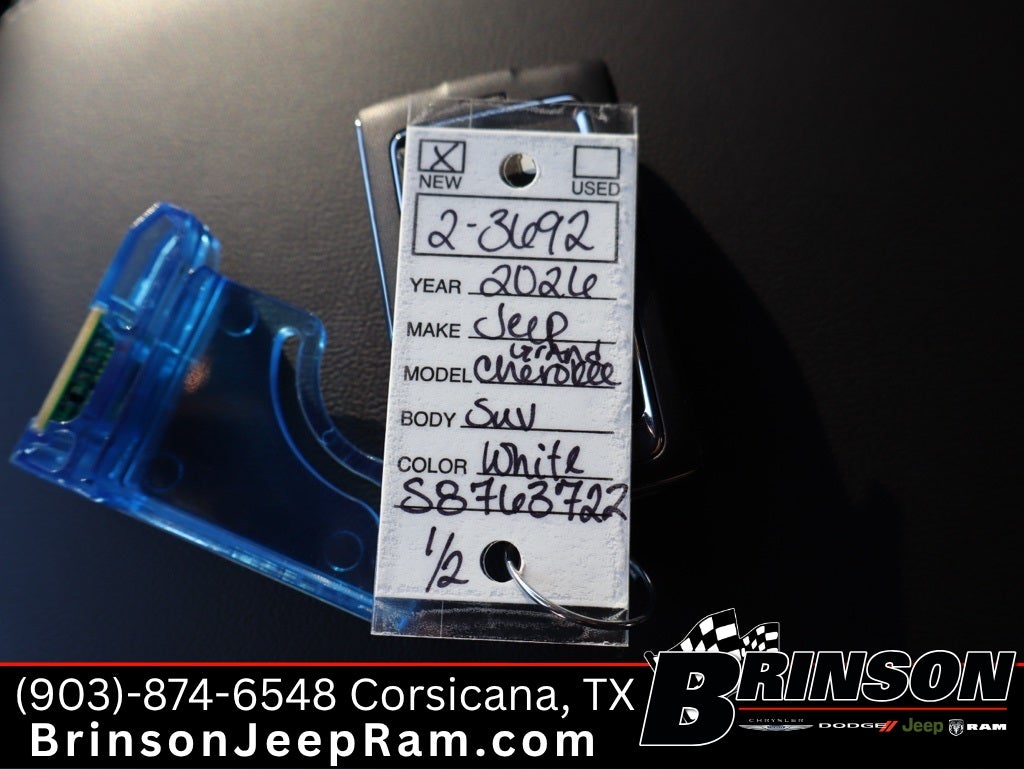 X
NEW USED
2-3692
YEAR 2026
MAKE Jeep
Grand
MODEL Cherokee
BODY SUV
COLOR White
S8763722
1/2
(903)-874-6548 Corsicana, TX
BrinsonJeepRam.com
BRINSON
CHRYSLER DODGE// Jeep RAM